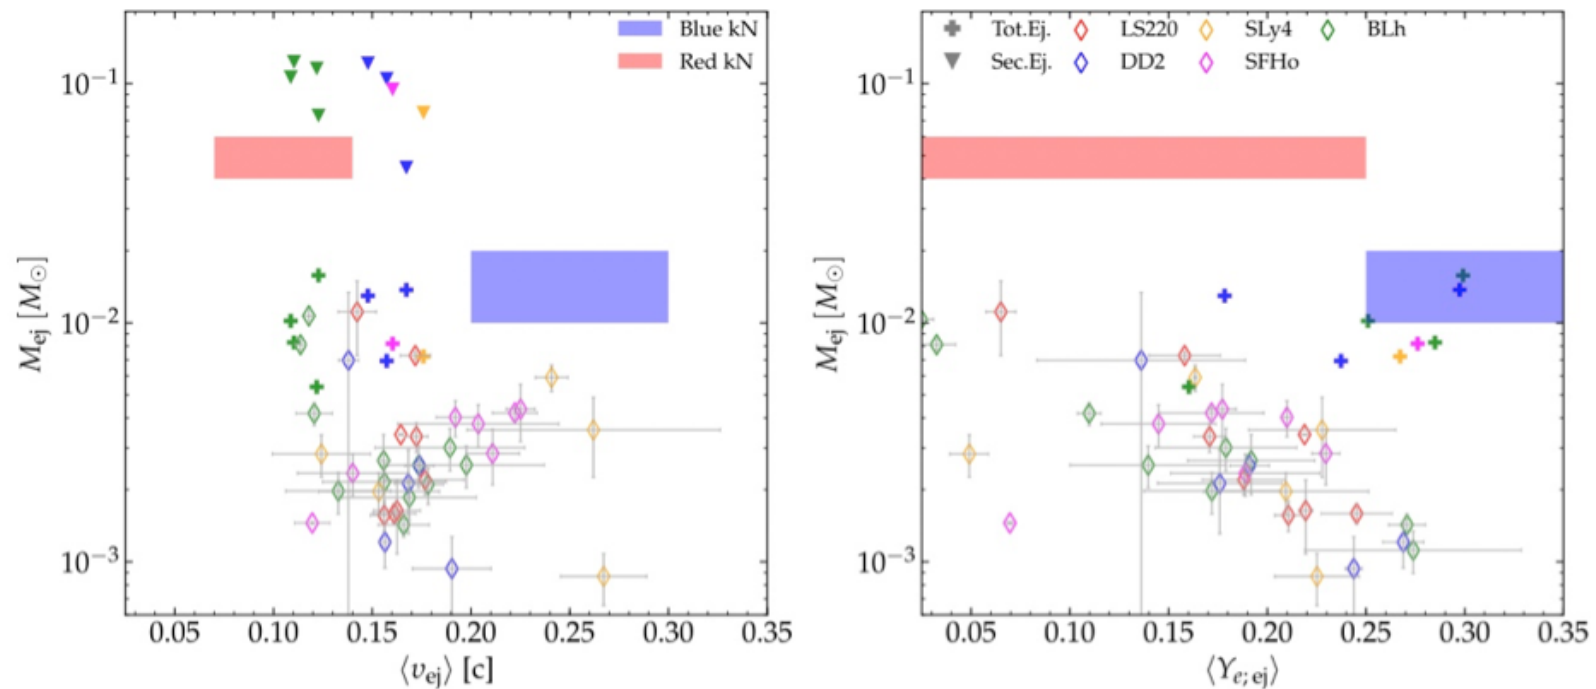 Blue kN
Red kN
10⁻¹
10⁻²
10⁻³
M_ej [M_⊙]
0.05 0.10 0.15 0.20 0.25 0.30 0.35
⟨v_ej⟩ [c]
Tot.Ej. LS220 SLy4 BLh
Sec.Ej. DD2 SFHo
10⁻¹
10⁻²
10⁻³
M_ej [M_⊙]
0.05 0.10 0.15 0.20 0.25 0.30 0.35
⟨Y_e; ej⟩